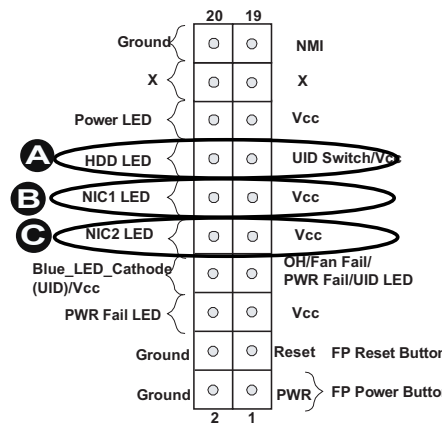 20 19
Ground NMI
X X
Power LED Vcc
A HDD LED UID Switch/Vcc
B NIC1 LED Vcc
C NIC2 LED Vcc
Blue_LED_Cathode OH/Fan Fail/
(UID)/Vcc PWR Fail/UID LED
PWR Fail LED Vcc
Ground Reset FP Reset Button
Ground PWR FP Power Butto
2 1